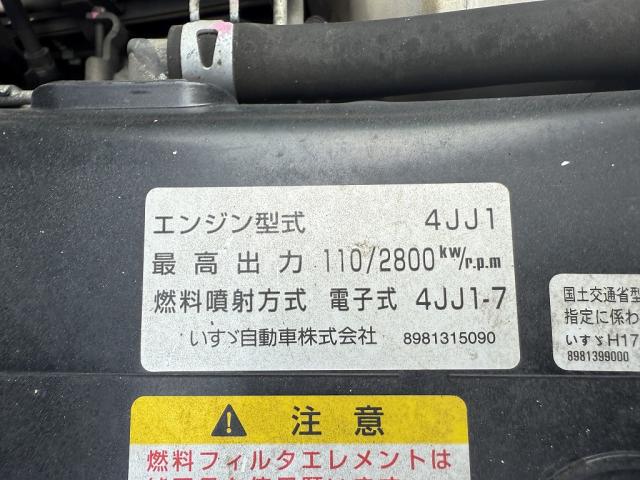 エンジン型式 4JJ1
最高出力 110/2800kw/r.p.m
燃料噴射方式 電子式 4JJ1-7
いすゞ自動車株式会社 8981315090
国土交通省型
指定に係わ
いすゞH17
8981399000
⚠ 注意
燃料フィルタエレメントは